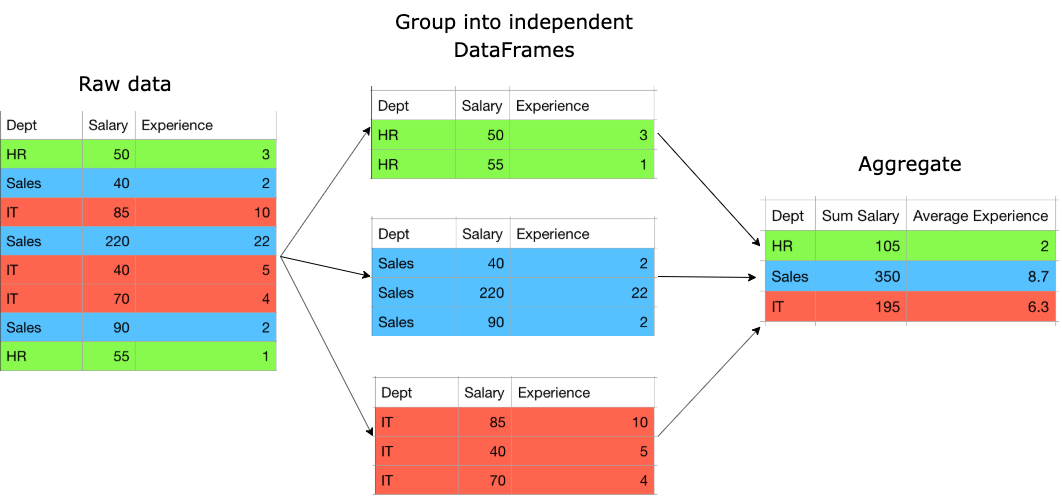 Raw data
Dept Salary Experience
HR 50 3
Sales 40 2
IT 85 10
Sales 220 22
IT 40 5
IT 70 4
Sales 90 2
HR 55 1
Group into independent
DataFrames
Dept Salary Experience
HR 50 3
HR 55 1
Dept Salary Experience
Sales 40 2
Sales 220 22
Sales 90 2
Dept Salary Experience
IT 85 10
IT 40 5
IT 70 4
Aggregate
Dept Sum Salary Average Experience
HR 105 2
Sales 350 8.7
IT 195 6.3